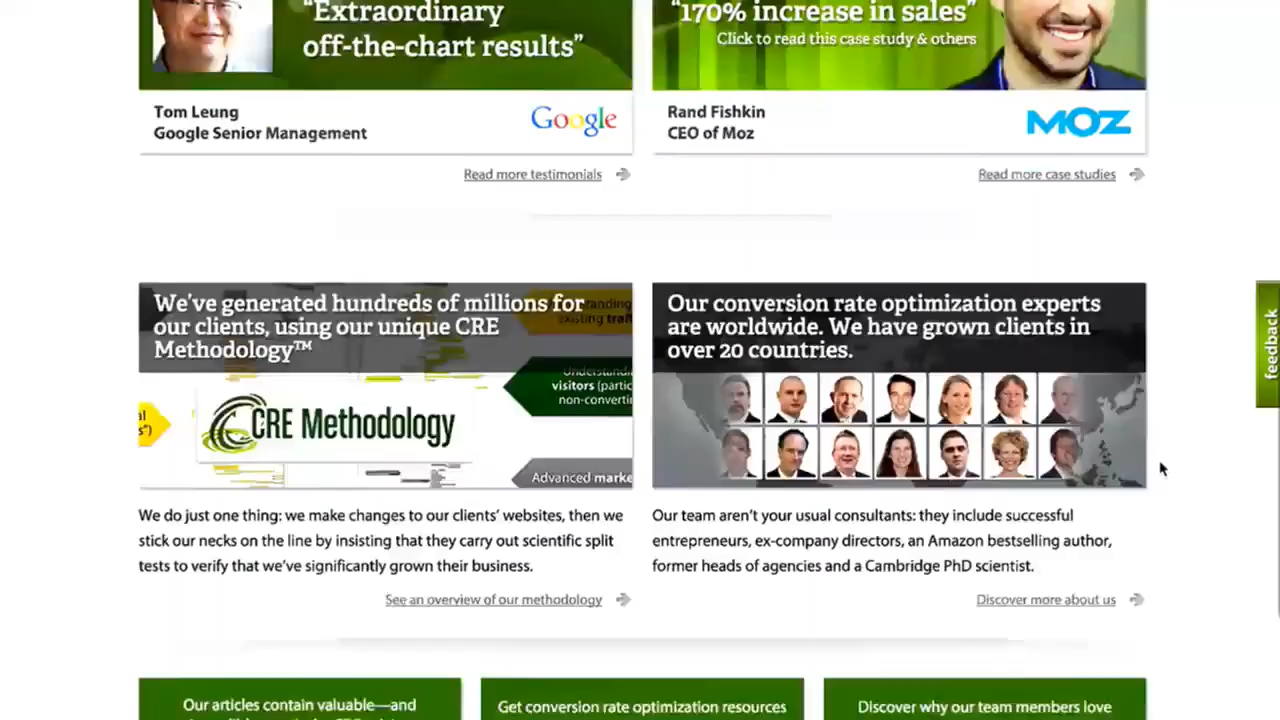 "Extraordinary
off-the-chart results"
Tom Leung
Google Senior Management
Google
Read more testimonials
"170% increase in sales"
Click to read this case study & others
Rand Fishkin
CEO of Moz
MOZ
Read more case studies
We've generated hundreds of millions for
our clients, using our unique CRE
Methodology™
existing
visitors
non-converti
CRE Methodology
Advanced marke
We do just one thing: we make changes to our clients' websites, then we
stick our necks on the line by insisting that they carry out scientific split
tests to verify that we've significantly grown their business.
See an overview of our methodology
Our conversion rate optimization experts
are worldwide. We have grown clients in
over 20 countries.
Our team aren't your usual consultants: they include successful
entrepreneurs, ex-company directors, an Amazon bestselling author,
former heads of agencies and a Cambridge PhD scientist.
Discover more about us
feedback
Our articles contain valuable—and
Get conversion rate optimization resources
Discover why our team members love